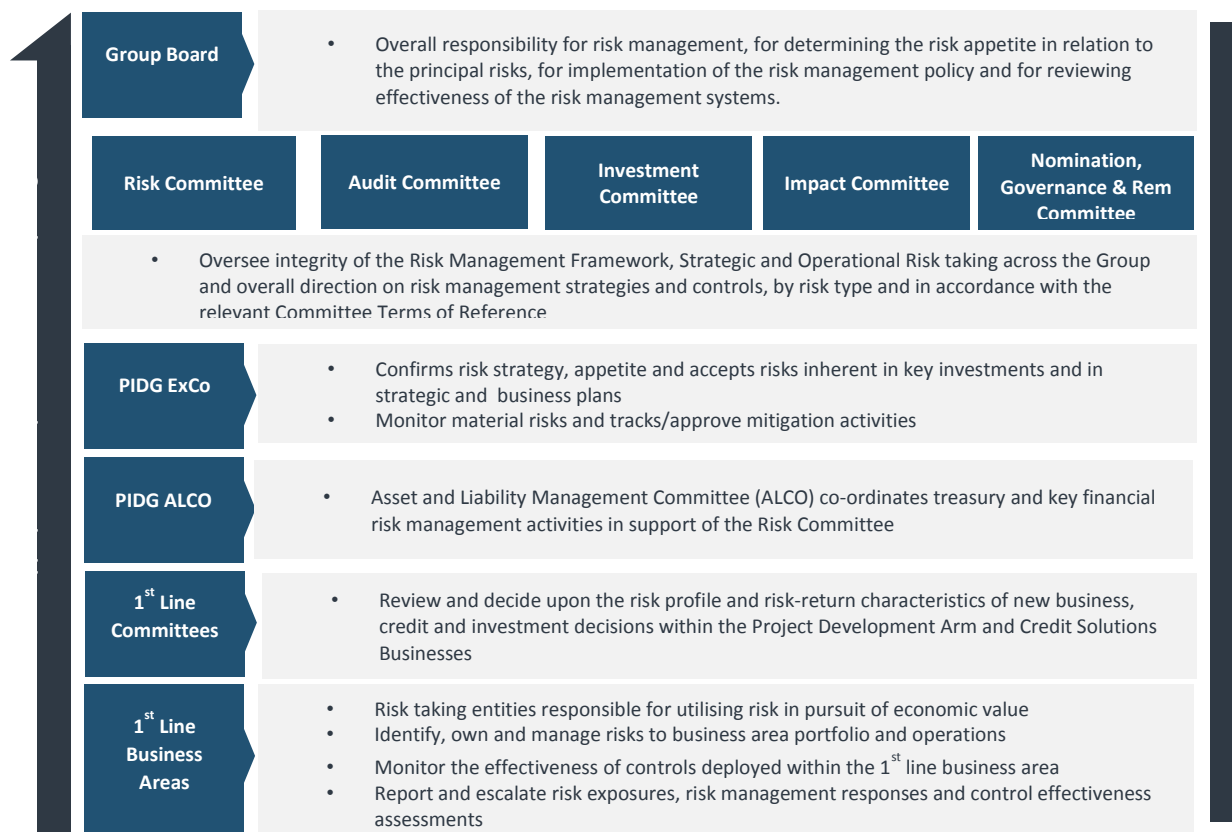 Group Board
• Overall responsibility for risk management, for determining the risk appetite in relation to
the principal risks, for implementation of the risk management policy and for reviewing
effectiveness of the risk management systems.
Risk Committee
Audit Committee
Investment
Committee
Impact Committee
Nomination,
Governance & Rem
Committee
• Oversee integrity of the Risk Management Framework, Strategic and Operational Risk taking across the Group
and overall direction on risk management strategies and controls, by risk type and in accordance with the
relevant Committee Terms of Reference
PIDG ExCo
• Confirms risk strategy, appetite and accepts risks inherent in key investments and in
strategic and business plans
• Monitor material risks and tracks/approve mitigation activities
PIDG ALCO
• Asset and Liability Management Committee (ALCO) co-ordinates treasury and key financial
risk management activities in support of the Risk Committee
1st Line
Committees
• Review and decide upon the risk profile and risk-return characteristics of new business,
credit and investment decisions within the Project Development Arm and Credit Solutions
Businesses
1st Line
Business
Areas
• Risk taking entities responsible for utilising risk in pursuit of economic value
• Identify, own and manage risks to business area portfolio and operations
• Monitor the effectiveness of controls deployed within the 1st line business area
• Report and escalate risk exposures, risk management responses and control effectiveness
assessments